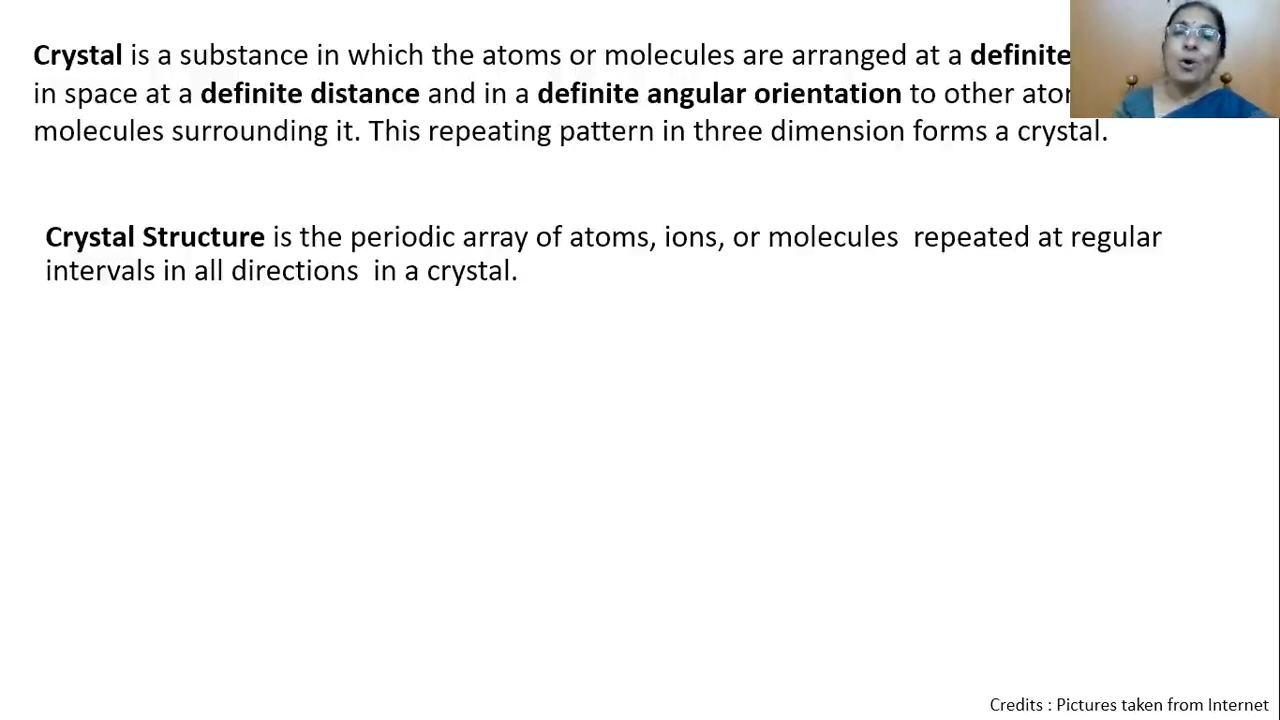 Crystal is a substance in which the atoms or molecules are arranged at a definite
in space at a definite distance and in a definite angular orientation to other
molecules surrounding it. This repeating pattern in three dimension forms a crystal.
Crystal Structure is the periodic array of atoms, ions, or molecules repeated at regular
intervals in all directions in a crystal.
Credits : Pictures taken from Internet